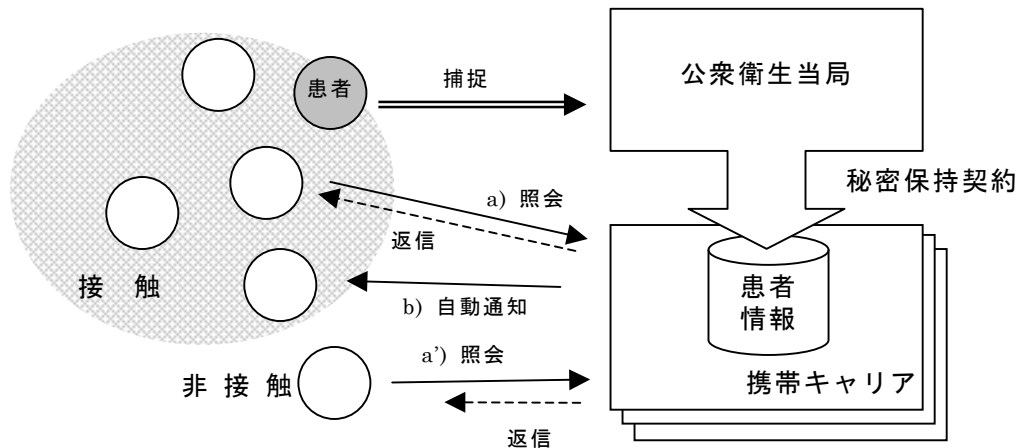 患者
捕捉
公衆衛生当局
秘密保持契約
a) 照会
返信
接 触
b) 自動通知
患者
情報
a') 照会
非 接 触
携帯キャリア
返信